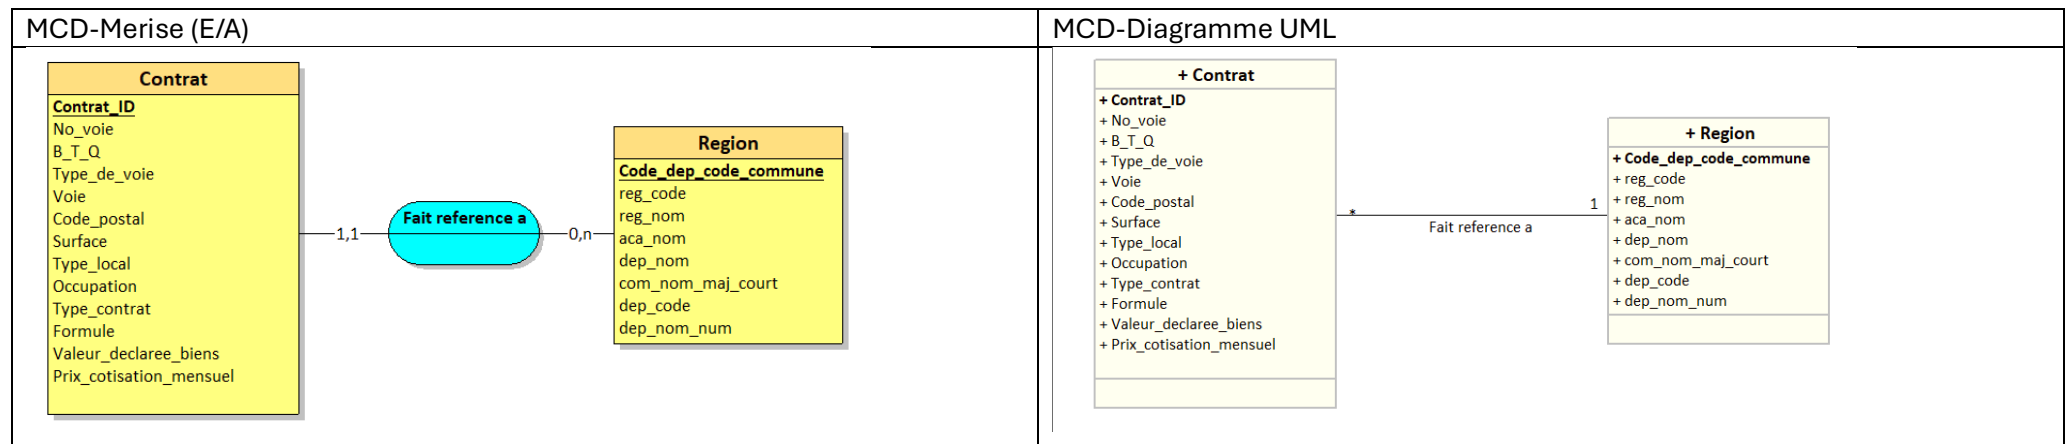 MCD-Merise (E/A)
Contrat
Contrat_ID
No_voie
B_T_Q
Type_de_voie
Voie
Code_postal
Surface
Type_local
Occupation
Type_contrat
Formule
Valeur_declaree_biens
Prix_cotisation_mensuel
1,1
Fait reference a
0,n
Region
Code_dep_code_commune
reg_code
reg_nom
aca_nom
dep_nom
com_nom_maj_court
dep_code
dep_nom_num
MCD-Diagramme UML
+ Contrat
+ Contrat_ID
+ No_voie
+ B_T_Q
+ Type_de_voie
+ Voie
+ Code_postal
+ Surface
+ Type_local
+ Occupation
+ Type_contrat
+ Formule
+ Valeur_declaree_biens
+ Prix_cotisation_mensuel
*
Fait reference a
1
+ Region
+ Code_dep_code_commune
+ reg_code
+ reg_nom
+ aca_nom
+ dep_nom
+ com_nom_maj_court
+ dep_code
+ dep_nom_num